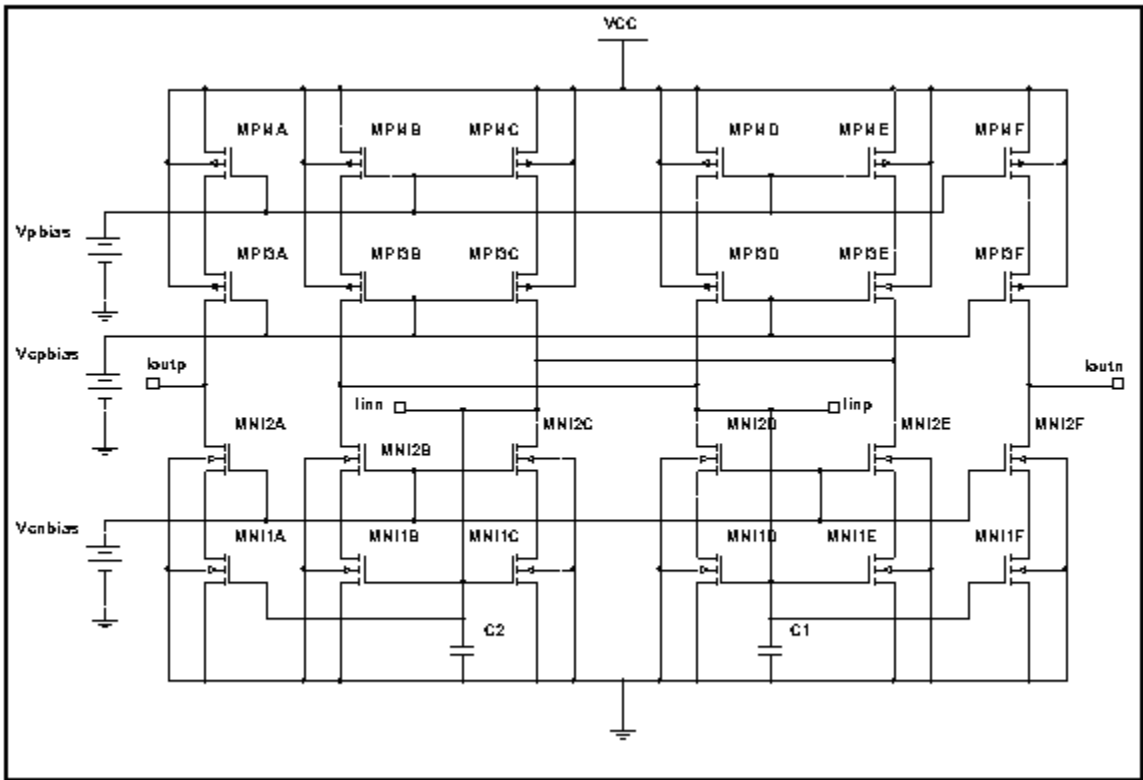 VCC
MPI4A MPI4B MPI4C MPI4D MPI4E MPI4F
Vpbias
MPI3A MPI3B MPI3C MPI3D MPI3E MPI3F
Vcpbias
Ioutp Ioutn
Iinn Iinp
MNI2A MNI2B MNI2C MNI2D MNI2E MNI2F
Vcnbias
MNI1A MNI1B MNI1C MNI1D MNI1E MNI1F
C2 C1